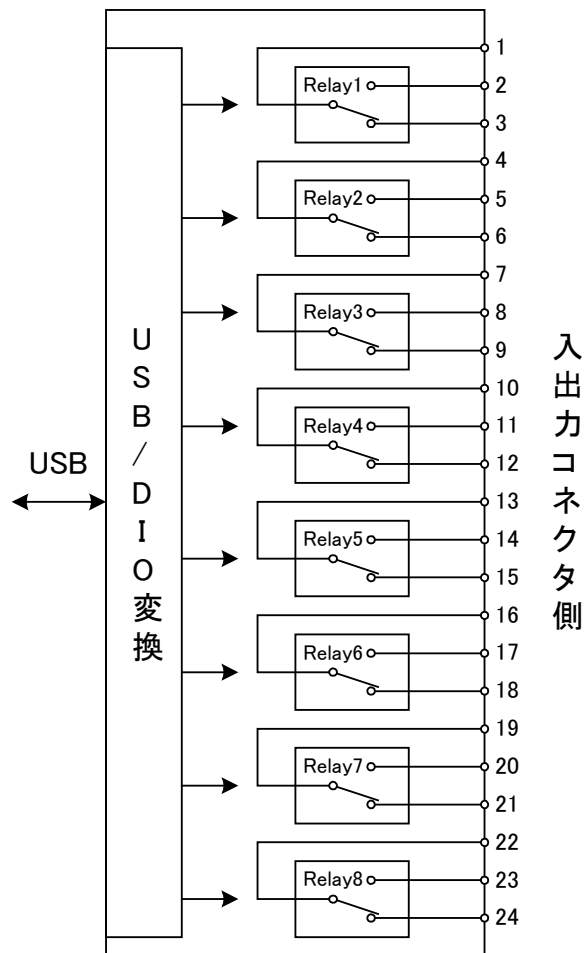 USB
USB/DIO変換
Relay1
1
2
3
Relay2
4
5
6
Relay3
7
8
9
Relay4
10
11
12
Relay5
13
14
15
Relay6
16
17
18
Relay7
19
20
21
Relay8
22
23
24
入出力コネクタ側